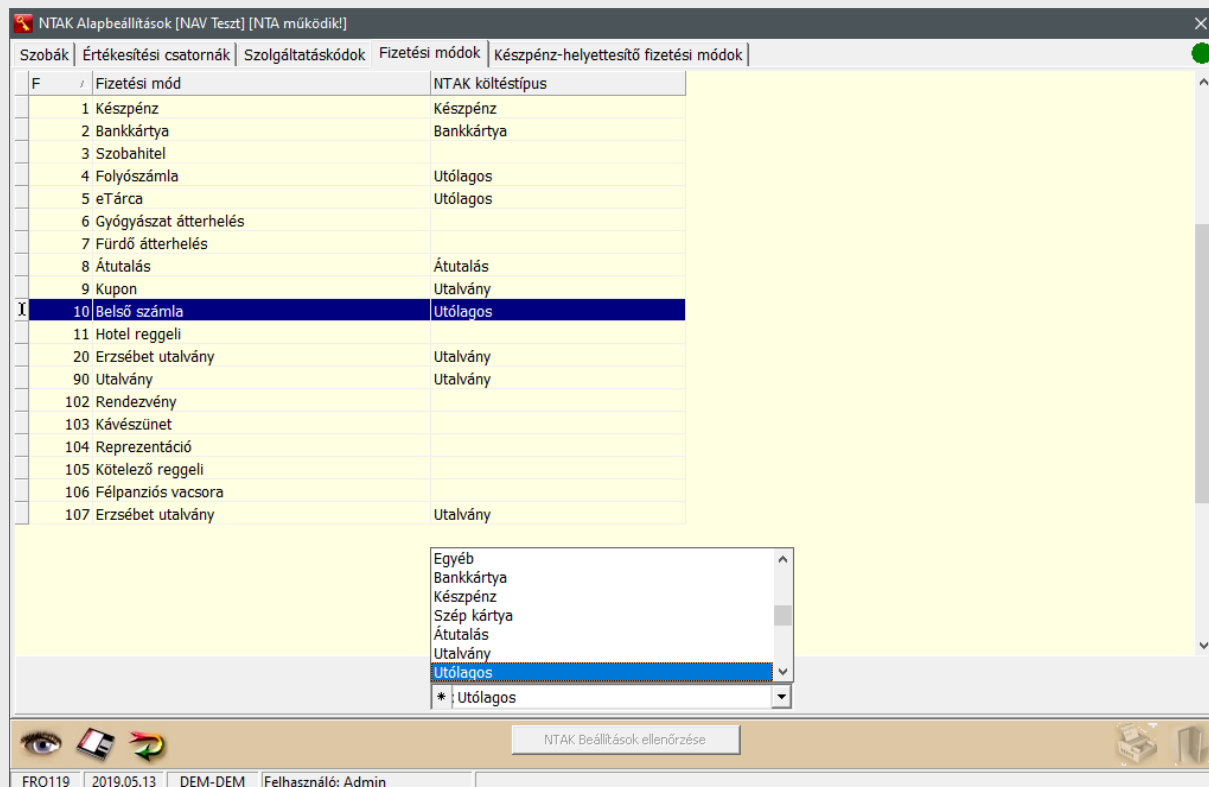 NTAK Alapbeállítások [NAV Teszt] [NTA működik!]
Szobák Értékesítési csatornák Szolgáltatáskódok Fizetési módok Készpénz-helyettesítő fizetési módok
F Fizetési mód NTAK költéstípus
1 Készpénz Készpénz
2 Bankkártya Bankkártya
3 Szobahitel
4 Folyószámla Utólagos
5 eTárca Utólagos
6 Gyógyászat átterhelés
7 Fürdő átterhelés
8 Átutalás Átutalás
9 Kupon Utalvány
10 Belső számla Utólagos
11 Hotel reggeli
20 Erzsébet utalvány Utalvány
90 Utalvány Utalvány
102 Rendezvény
103 Kávészünet
104 Reprezentáció
105 Kötelező reggeli
106 Félpanziós vacsora
107 Erzsébet utalvány Utalvány
Egyéb
Bankkártya
Készpénz
Szép kártya
Átutalás
Utalvány
Utólagos
* : Utólagos
NTAK Beállítások ellenőrzése
FRO119 2019.05.13 DEM-DEM Felhasználó: Admin